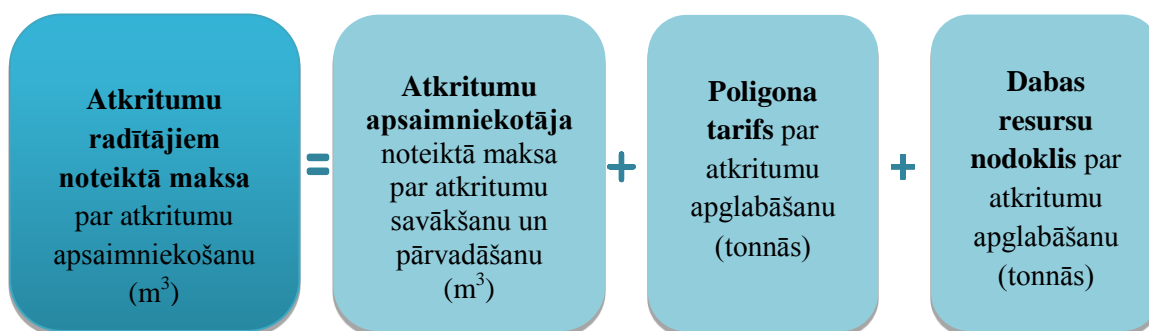 Atkritumu
radītājiem
noteiktā maksa
par atkritumu
apsaimniekošanu
(m³)
=
Atkritumu
apsaimniekotāja
noteiktā maksa
par atkritumu
savākšanu un
pārvadāšanu
(m³)
+
Poligona
tarifs par
atkritumu
apglabāšanu
(tonnās)
+
Dabas
resursu
nodoklis par
atkritumu
apglabāšanu
(tonnās)